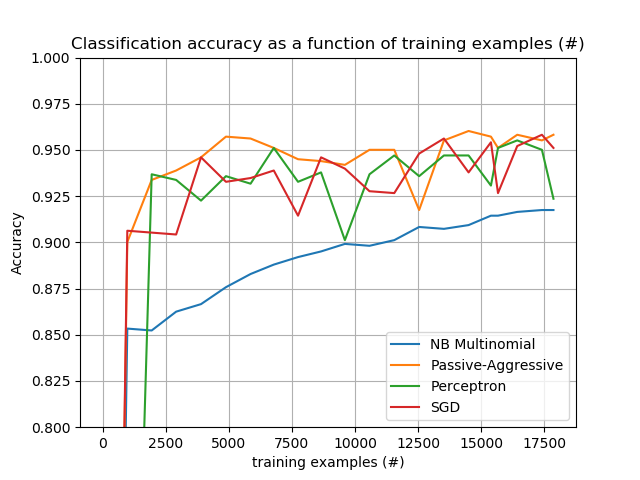 Classification accuracy as a function of training examples (#)
1.000
0.975
0.950
0.925
0.900
0.875
0.850
0.825
0.800
Accuracy
NB Multinomial
Passive-Aggressive
Perceptron
SGD
0 2500 5000 7500 10000 12500 15000 17500
training examples (#)